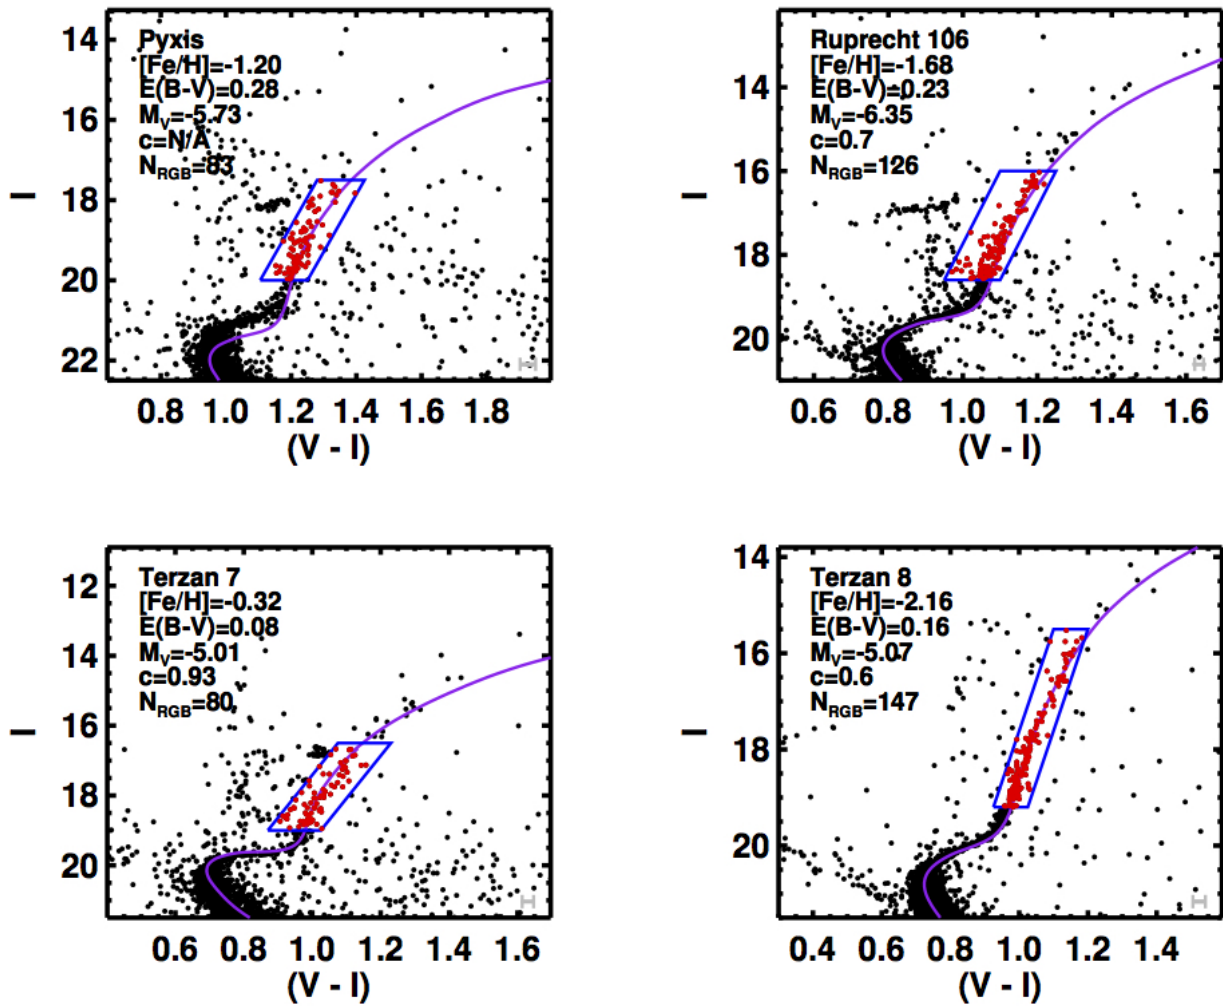 Pyxis
[Fe/H]=-1.20
E(B-V)=0.28
M_V=-5.73
c=N/A
N_RGB=83
14
16
18
20
22
I
0.8 1.0 1.2 1.4 1.6 1.8
(V - I)
Ruprecht 106
[Fe/H]=-1.68
E(B-V)=0.23
M_V=-6.35
c=0.7
N_RGB=126
14
16
18
20
I
0.6 0.8 1.0 1.2 1.4 1.6
(V - I)
Terzan 7
[Fe/H]=-0.32
E(B-V)=0.08
M_V=-5.01
c=0.93
N_RGB=80
12
14
16
18
20
I
0.6 0.8 1.0 1.2 1.4 1.6
(V - I)
Terzan 8
[Fe/H]=-2.16
E(B-V)=0.16
M_V=-5.07
c=0.6
N_RGB=147
14
16
18
20
I
0.4 0.6 0.8 1.0 1.2 1.4
(V - I)